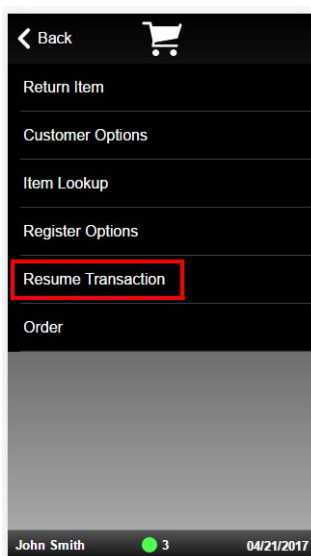 Back
Return Item
Customer Options
Item Lookup
Register Options
Resume Transaction
Order
John Smith 3 04/21/2017